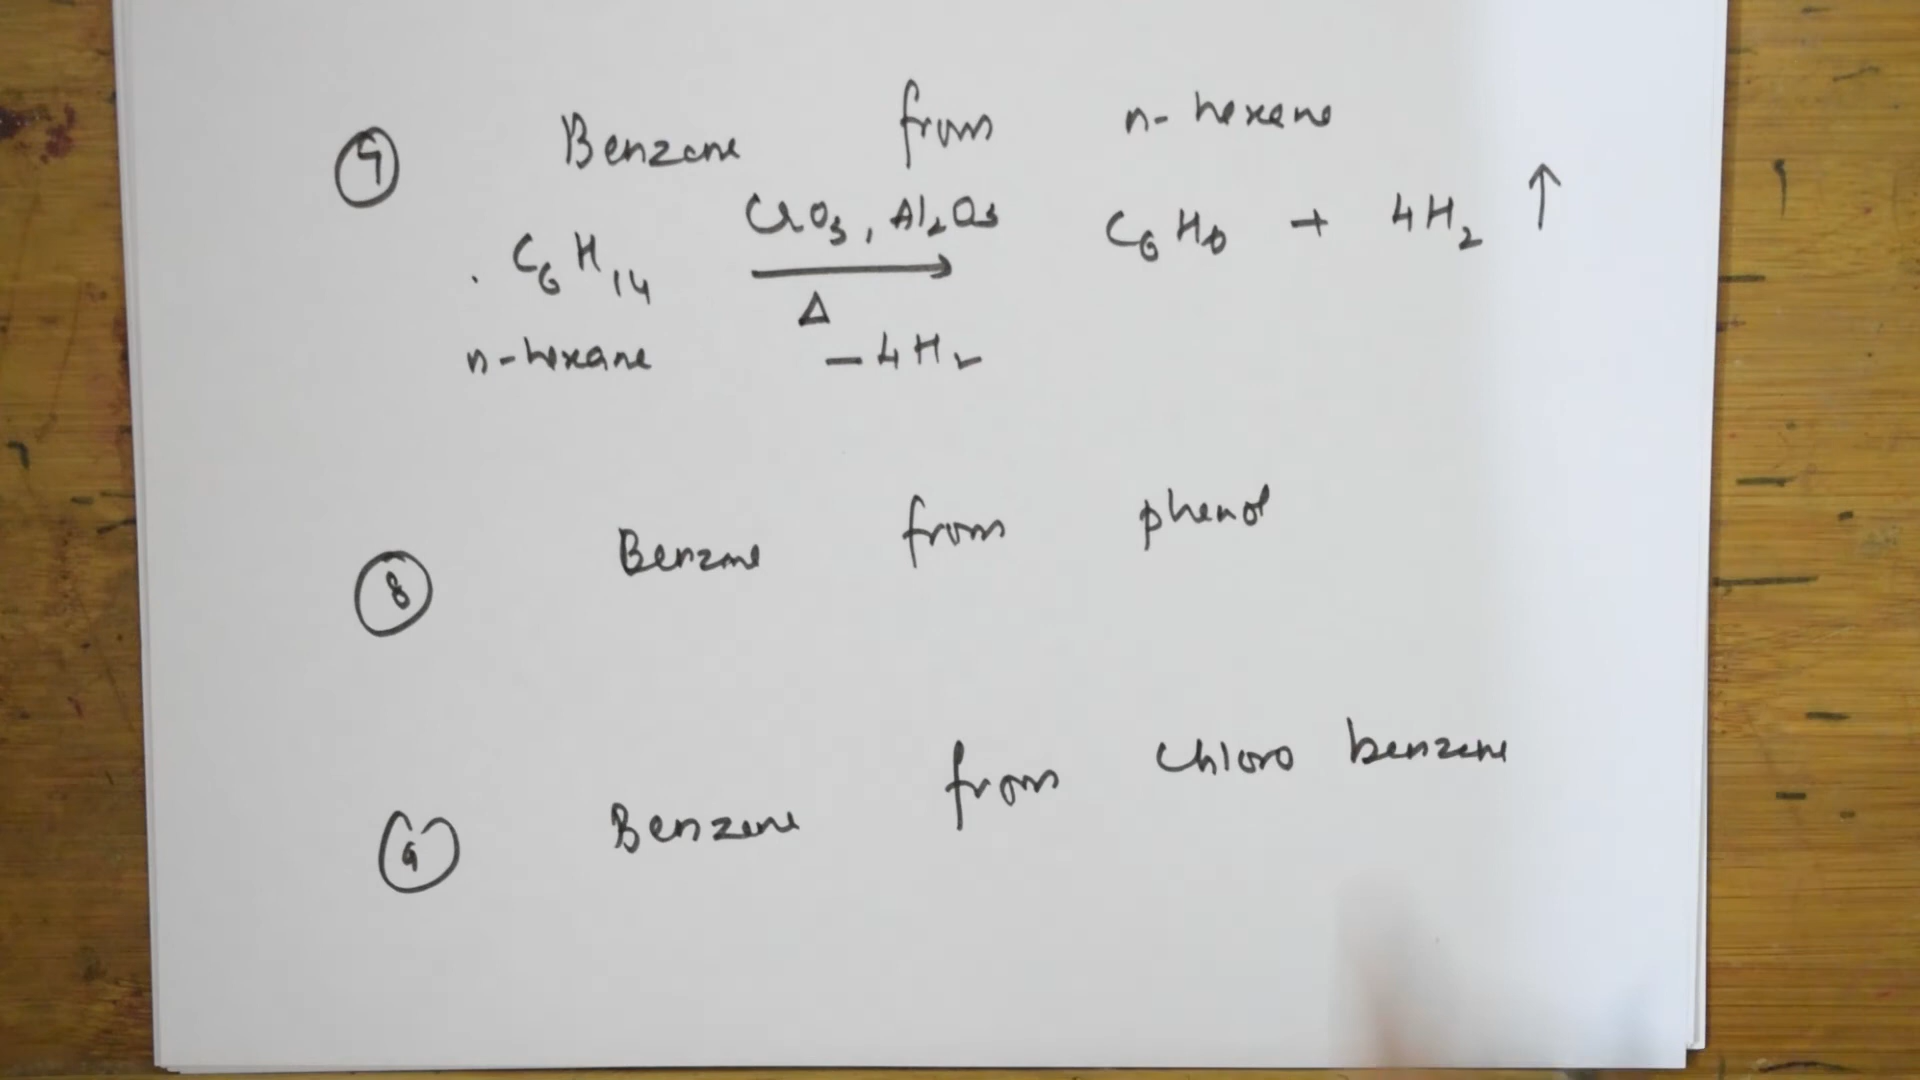 7 Benzene from n-hexane
CrO3, Al2O3
C6H14 ⟶ C6H6 + 4H2 ↑
Δ
n-hexane -4H2
8 Benzene from phenol
9 Benzene from chloro benzene